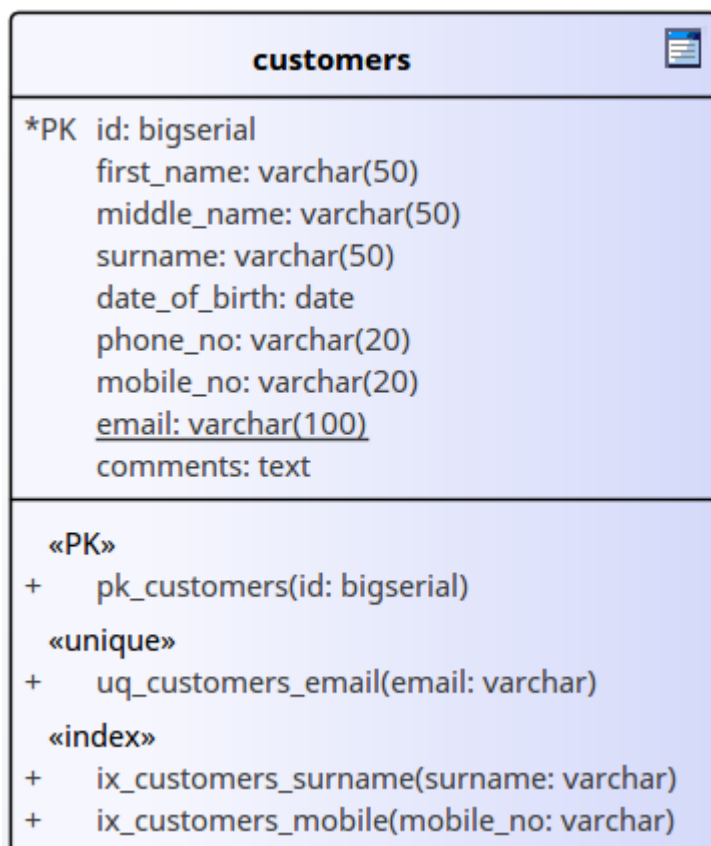 customers
*PK id: bigserial
first_name: varchar(50)
middle_name: varchar(50)
surname: varchar(50)
date_of_birth: date
phone_no: varchar(20)
mobile_no: varchar(20)
email: varchar(100)
comments: text
«PK»
+ pk_customers(id: bigserial)
«unique»
+ uq_customers_email(email: varchar)
«index»
+ ix_customers_surname(surname: varchar)
+ ix_customers_mobile(mobile_no: varchar)